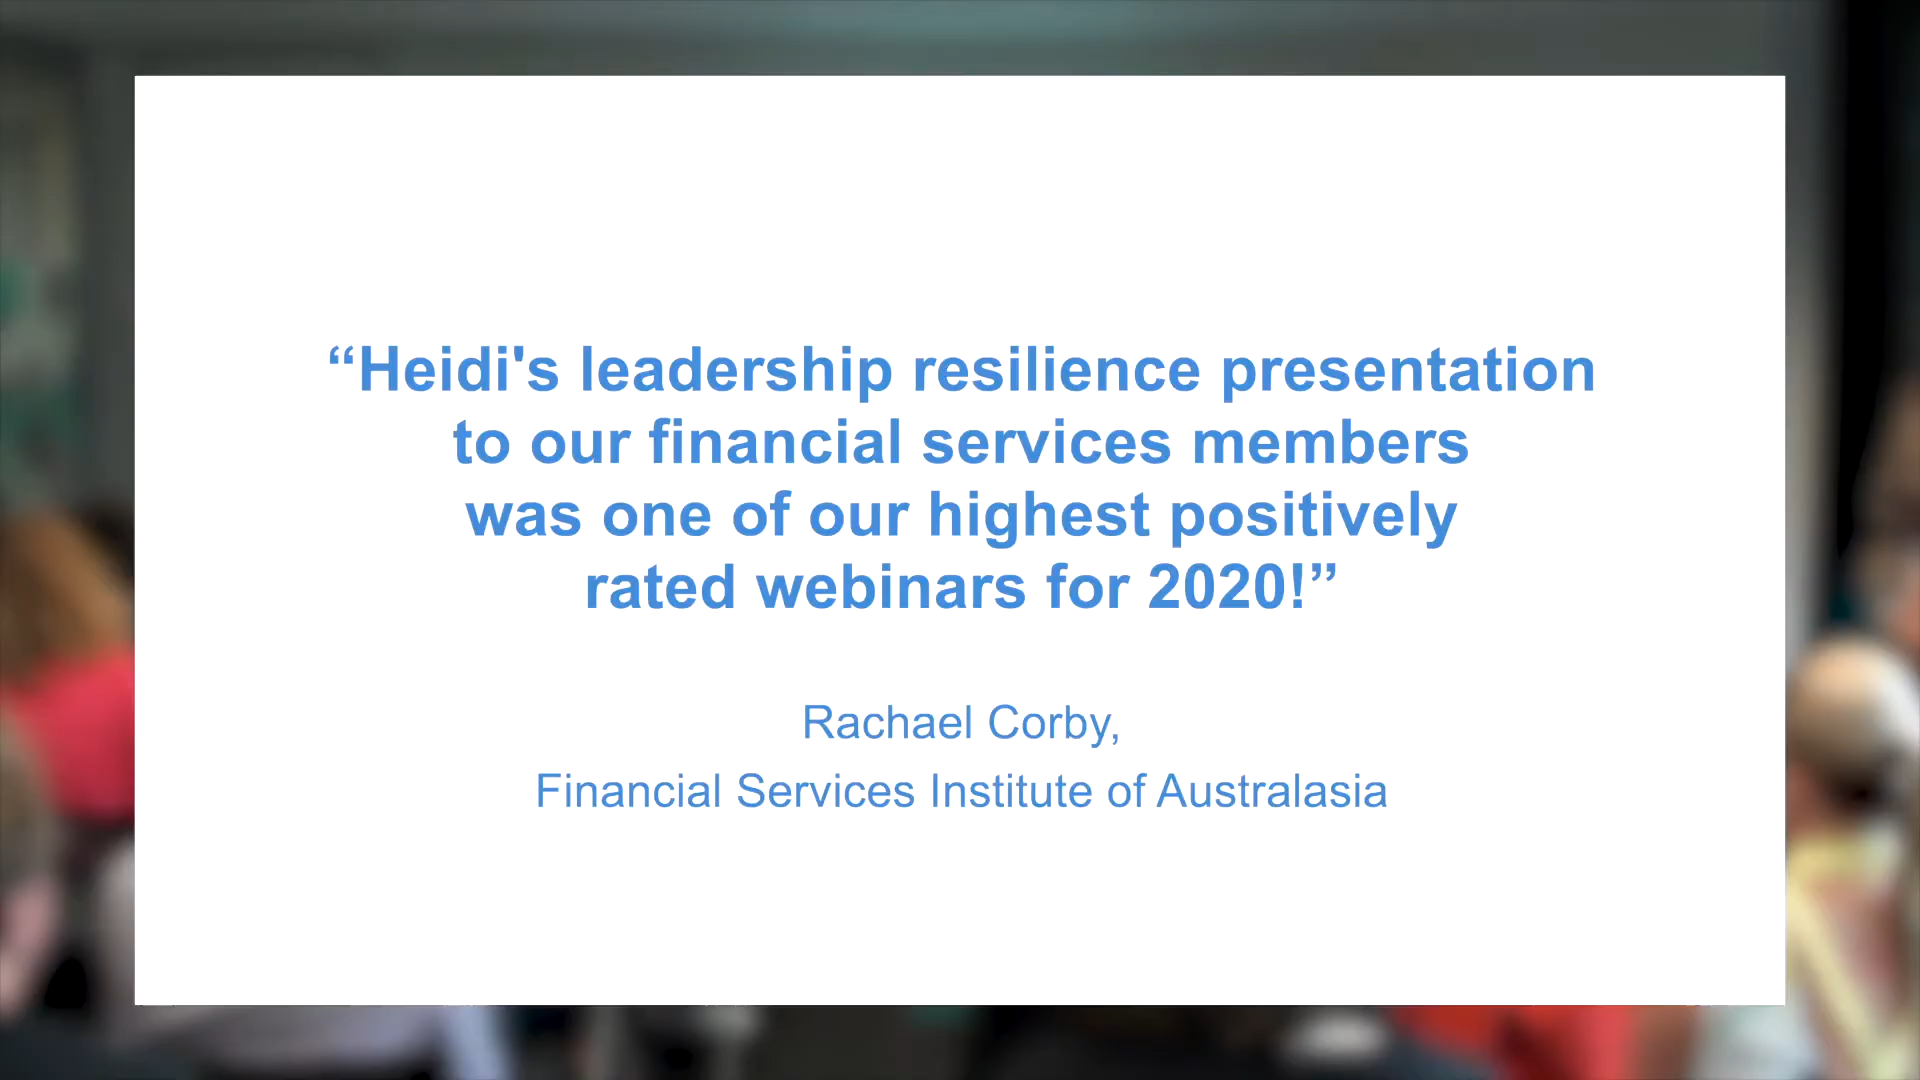 “Heidi's leadership resilience presentation
to our financial services members
was one of our highest positively
rated webinars for 2020!”
Rachael Corby,
Financial Services Institute of Australasia